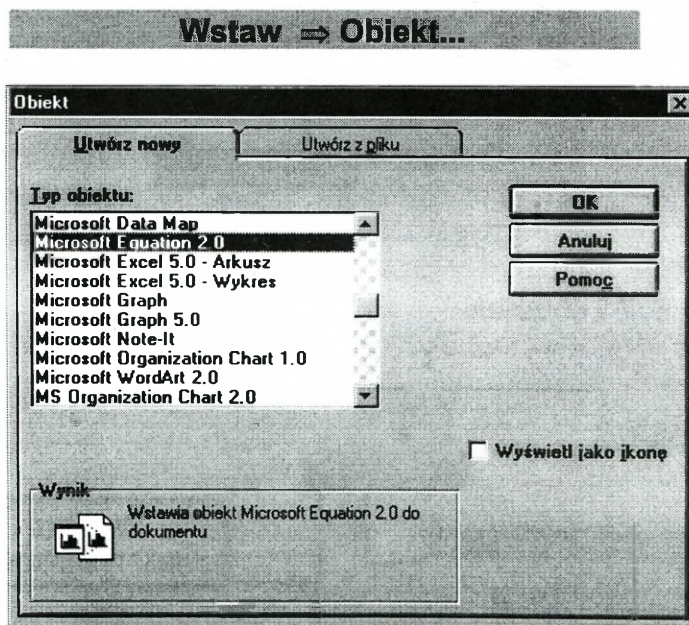 Wstaw ⇒ Obiekt...
Obiekt
Utwórz nowy Utwórz z pliku
Typ obiektu:
Microsoft Data Map
Microsoft Equation 2.0
Microsoft Excel 5.0 - Arkusz
Microsoft Excel 5.0 - Wykres
Microsoft Graph
Microsoft Graph 5.0
Microsoft Note-It
Microsoft Organization Chart 1.0
Microsoft WordArt 2.0
MS Organization Chart 2.0
OK
Anuluj
Pomoc
Wyświetl jako ikonę
Wynik
Wstawia obiekt Microsoft Equation 2.0 do
dokumentu